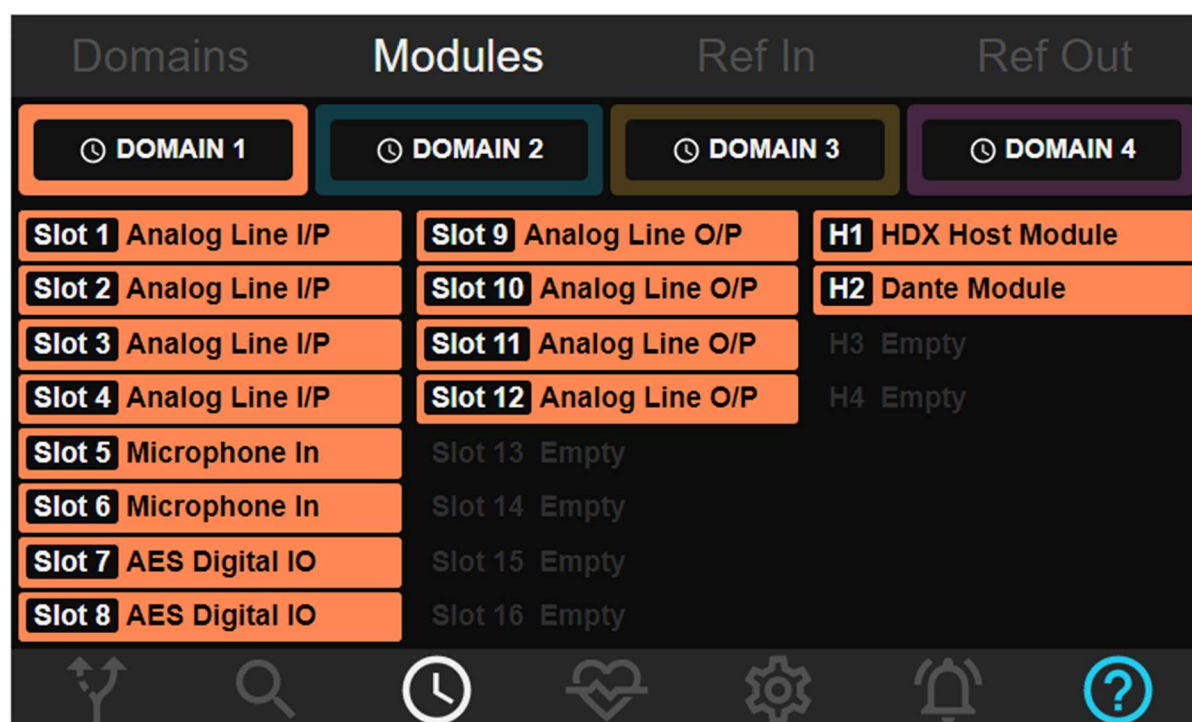 Domains Modules Ref In Ref Out
DOMAIN 1 DOMAIN 2 DOMAIN 3 DOMAIN 4
Slot 1 Analog Line I/P
Slot 2 Analog Line I/P
Slot 3 Analog Line I/P
Slot 4 Analog Line I/P
Slot 5 Microphone In
Slot 6 Microphone In
Slot 7 AES Digital IO
Slot 8 AES Digital IO
Slot 9 Analog Line O/P
Slot 10 Analog Line O/P
Slot 11 Analog Line O/P
Slot 12 Analog Line O/P
Slot 13 Empty
Slot 14 Empty
Slot 15 Empty
Slot 16 Empty
H1 HDX Host Module
H2 Dante Module
H3 Empty
H4 Empty
?